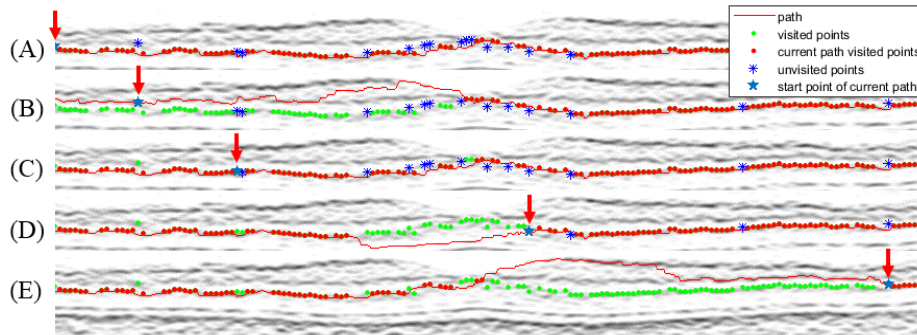 (A)
(B)
(C)
(D)
(E)
path
visited points
current path visited points
unvisited points
start point of current path